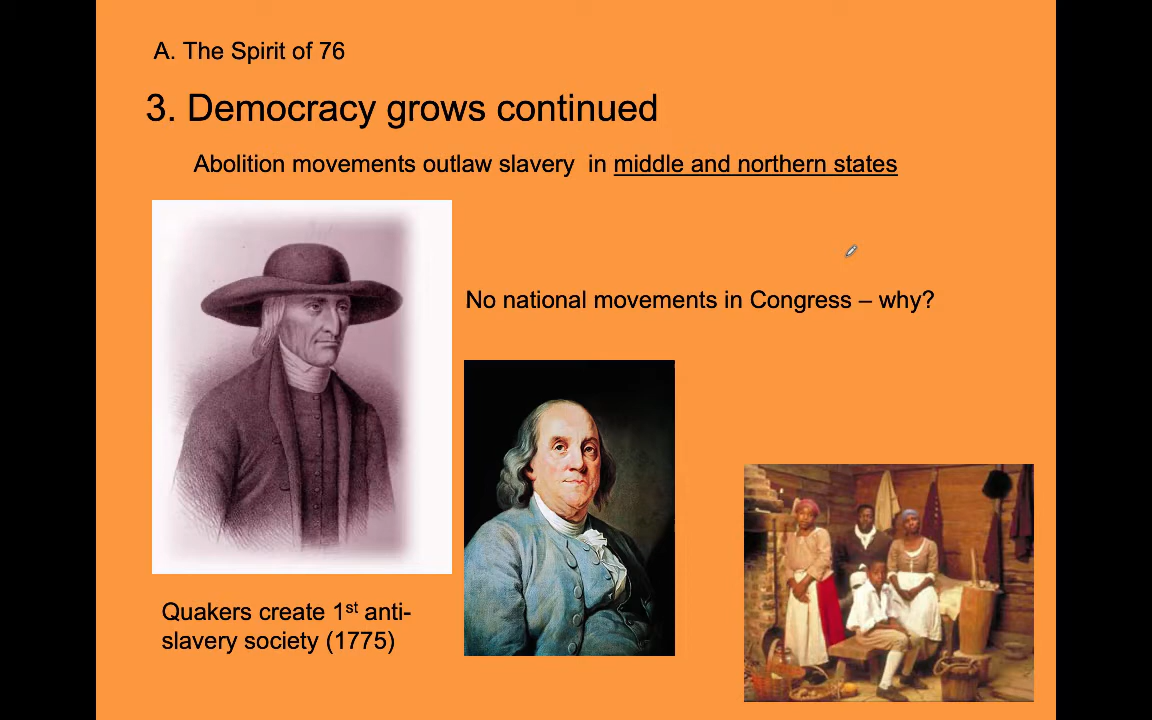 A. The Spirit of 76
3. Democracy grows continued
Abolition movements outlaw slavery  in middle and northern states
No national movements in Congress – why?
Quakers create 1st anti-
slavery society (1775)